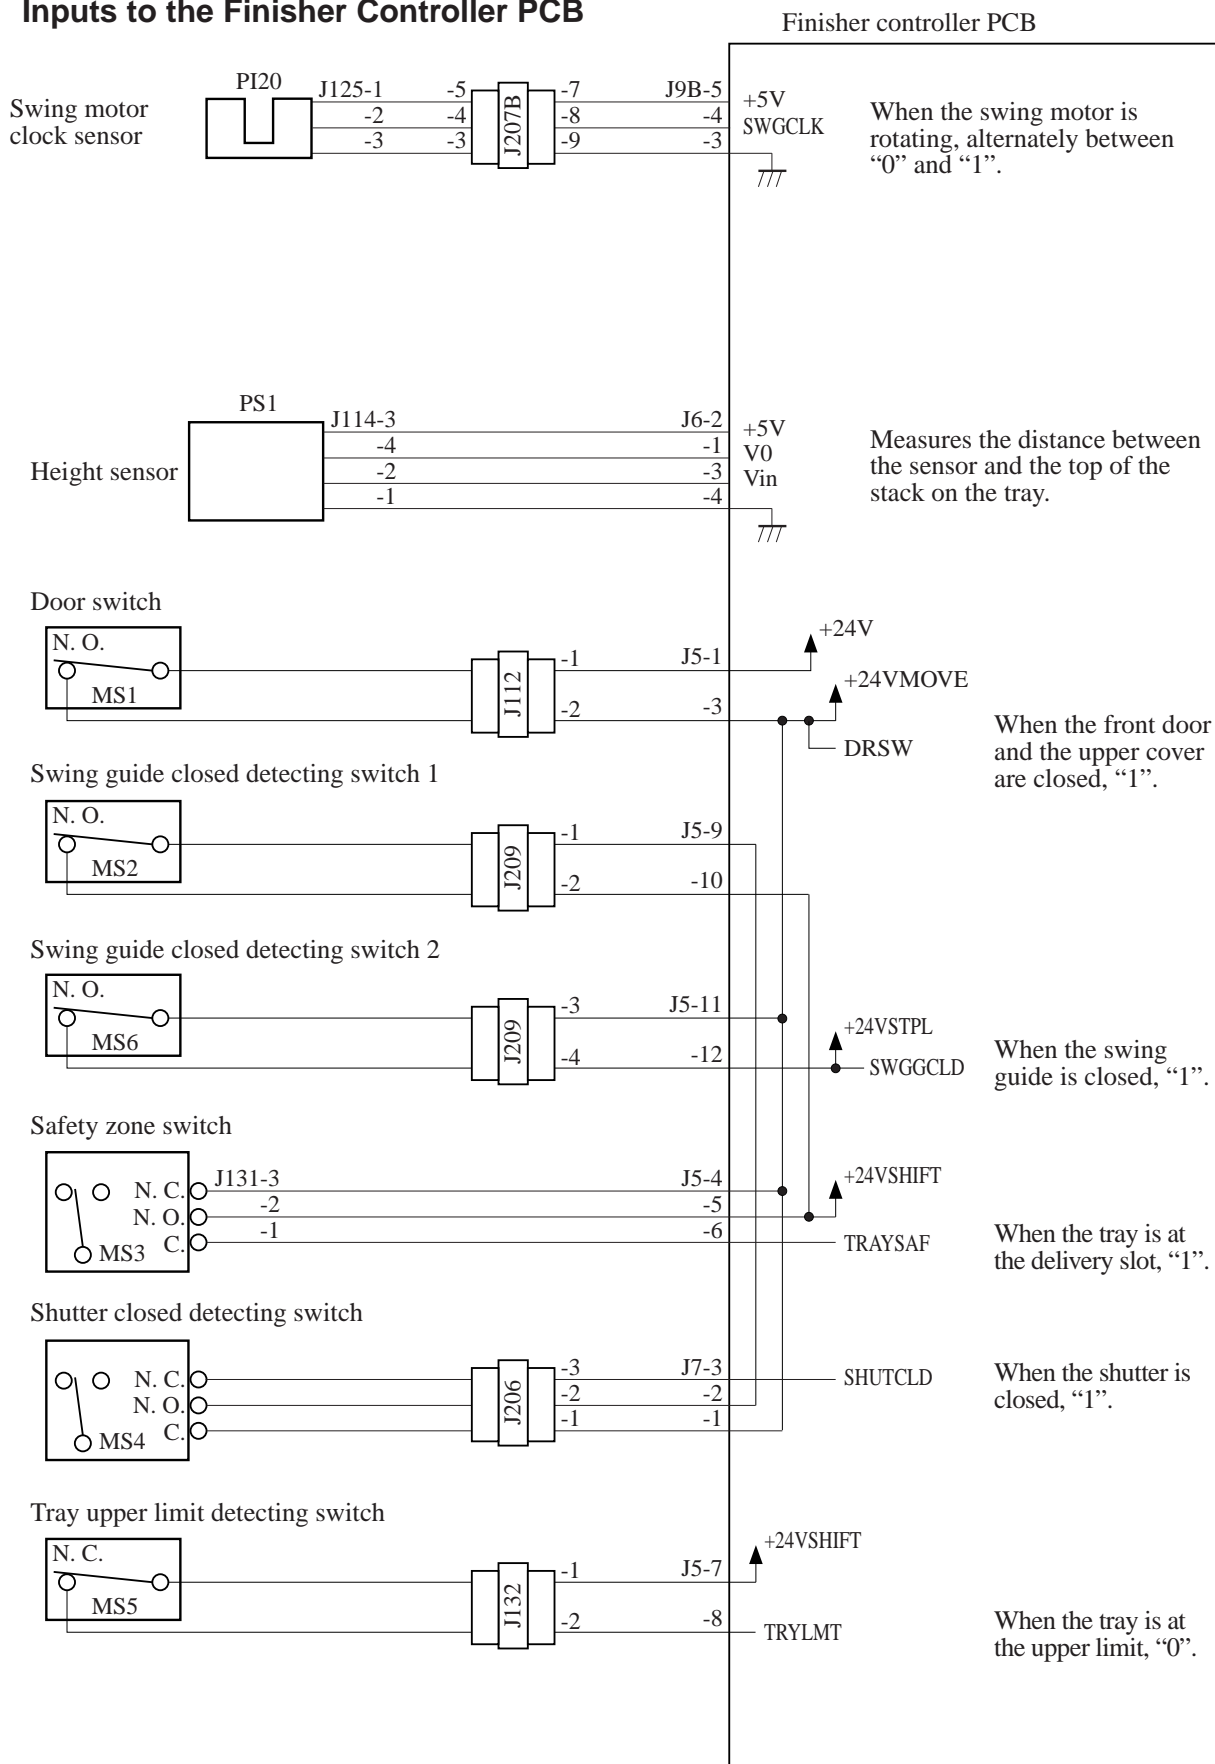 Inputs to the Finisher Controller PCB
Finisher controller PCB
Swing motor
clock sensor
PI20
J125-1
-2
-3
-5
-4
-3
J207B
-7
-8
-9
J9B-5
-4
-3
+5V
SWGCLK
When the swing motor is
rotating, alternately between
“0” and “1”.
Height sensor
PS1
J114-3
-4
-2
-1
J6-2
-1
-3
-4
+5V
V0
Vin
Measures the distance between
the sensor and the top of the
stack on the tray.
Door switch
N. O.
MS1
J112
-1
-2
J5-1
-3
+24V
+24VMOVE
DRSW
When the front door
and the upper cover
are closed, “1”.
Swing guide closed detecting switch 1
N. O.
MS2
J209
-1
-2
J5-9
-10
Swing guide closed detecting switch 2
N. O.
MS6
J209
-3
-4
J5-11
-12
+24VSTPL
SWGGCLD
When the swing
guide is closed, “1”.
Safety zone switch
MS3
N. C.
N. O.
C.
J131-3
-2
-1
J5-4
-5
-6
+24VSHIFT
TRAYSAF
When the tray is at
the delivery slot, “1”.
Shutter closed detecting switch
MS4
N. C.
N. O.
C.
J206
-3
-2
-1
J7-3
-2
-1
SHUTCLD
When the shutter is
closed, “1”.
Tray upper limit detecting switch
N. C.
MS5
J132
-1
-2
J5-7
-8
+24VSHIFT
TRYLMT
When the tray is at
the upper limit, “0”.